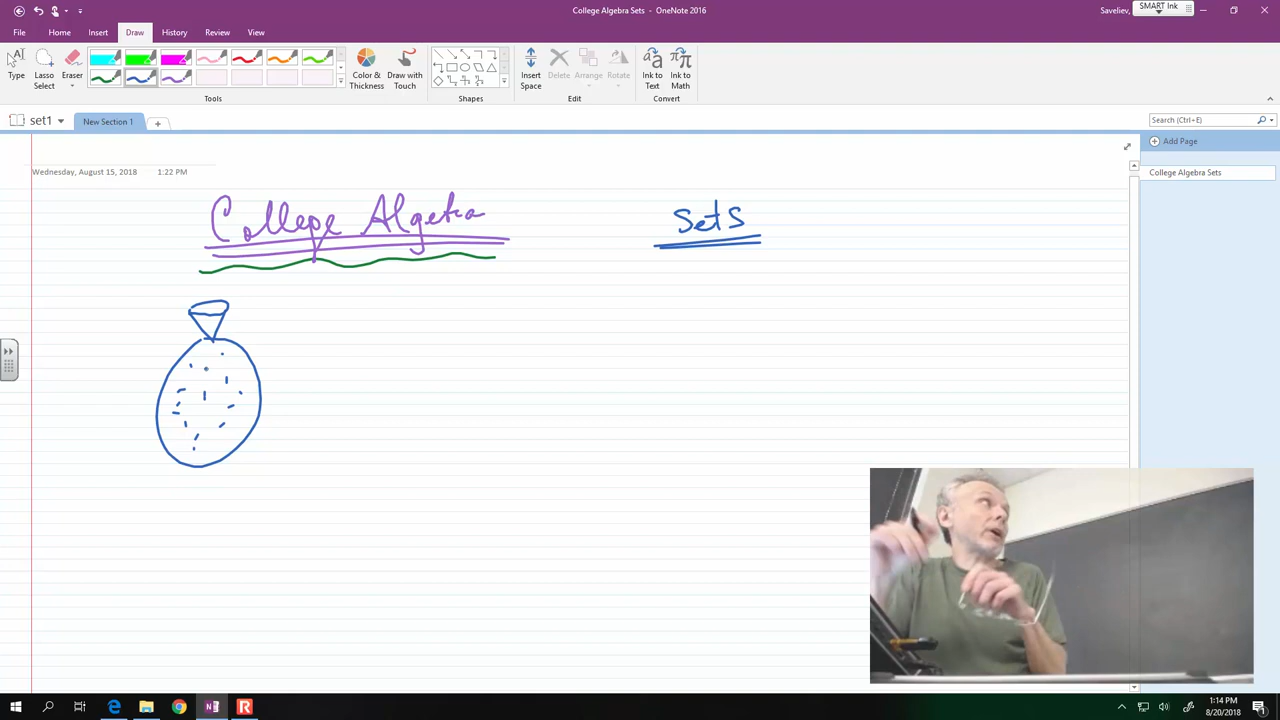 College Algebra Sets - OneNote 2016
Saveliev,
SMART Ink
File Home Insert Draw History Review View
Type
Lasso Select
Eraser
Color & Thickness
Draw with Touch
Insert Space
Delete
Arrange
Rotate
Ink to Text
Ink to Math
Tools
Shapes
Edit
Convert
set1
New Section 1
Search (Ctrl+E)
Add Page
College Algebra Sets
Wednesday, August 15, 2018 1:22 PM
College Algebra
Sets
1:14 PM
8/20/2018